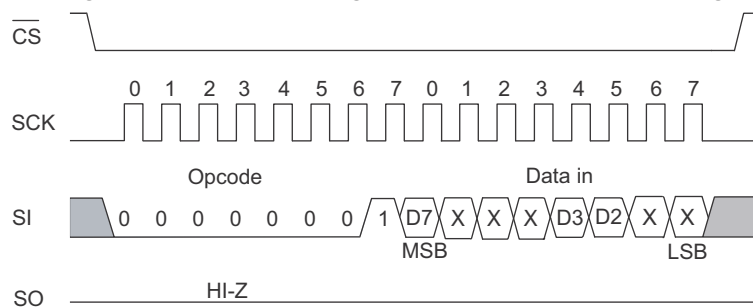 CS
0 1 2 3 4 5 6 7 0 1 2 3 4 5 6 7
SCK
Opcode Data in
SI 0 0 0 0 0 0 0 1 D7 X X X D3 D2 X X
MSB LSB
HI-Z
SO